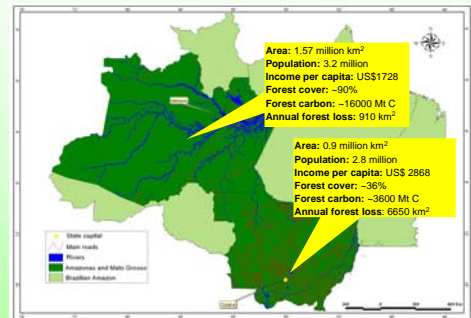 Area: 1.57 million km²
Population: 3.2 million
Income per capita: US$1728
Forest cover: ~90%
Forest carbon: ~16000 Mt C
Annual forest loss: 910 km²
Area: 0.9 million km²
Population: 2.8 million
Income per capita: US$ 2868
Forest cover: ~36%
Forest carbon: ~3600 Mt C
Annual forest loss: 6650 km²
State capital
Main roads
Rivers
Amazonas and Mato Grosso
Brazilian Amazon